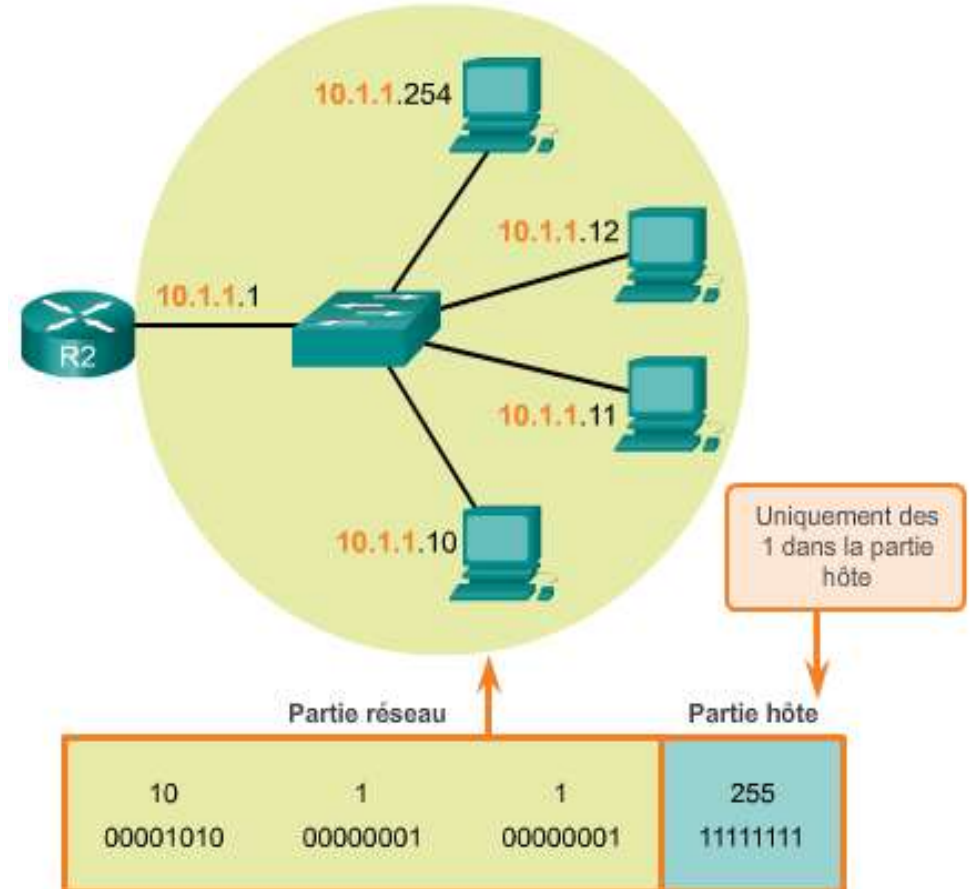 10.1.1.254
10.1.1.12
10.1.1.1
R2
10.1.1.11
10.1.1.10
Uniquement des
1 dans la partie
hôte
Partie réseau Partie hôte
10 1 1 255
00001010 00000001 00000001 11111111